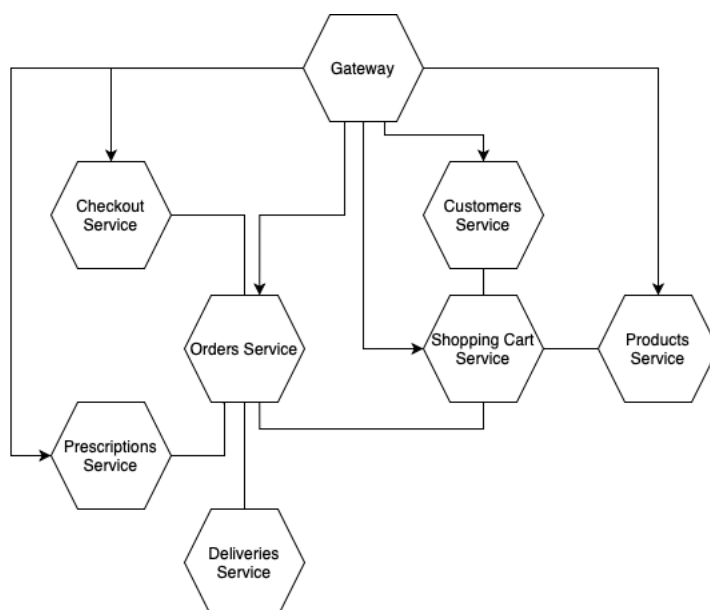 Gateway
Checkout
Service
Customers
Service
Orders Service
Shopping Cart
Service
Products
Service
Prescriptions
Service
Deliveries
Service